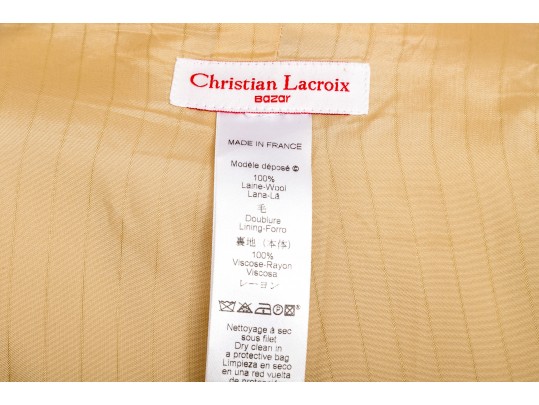 Christian Lacroix
Bazar
MADE IN FRANCE
Modèle déposé ©
100%
Laine-Wool
Lana-Lã
毛
Doublure
Lining-Forro
裏地(本体)
100%
Viscose-Rayon
Viscosa
レーヨン
Nettoyage à sec
sous filet
Dry clean in
a protective bag
Limpieza en seco
en una red vuelta
de protection